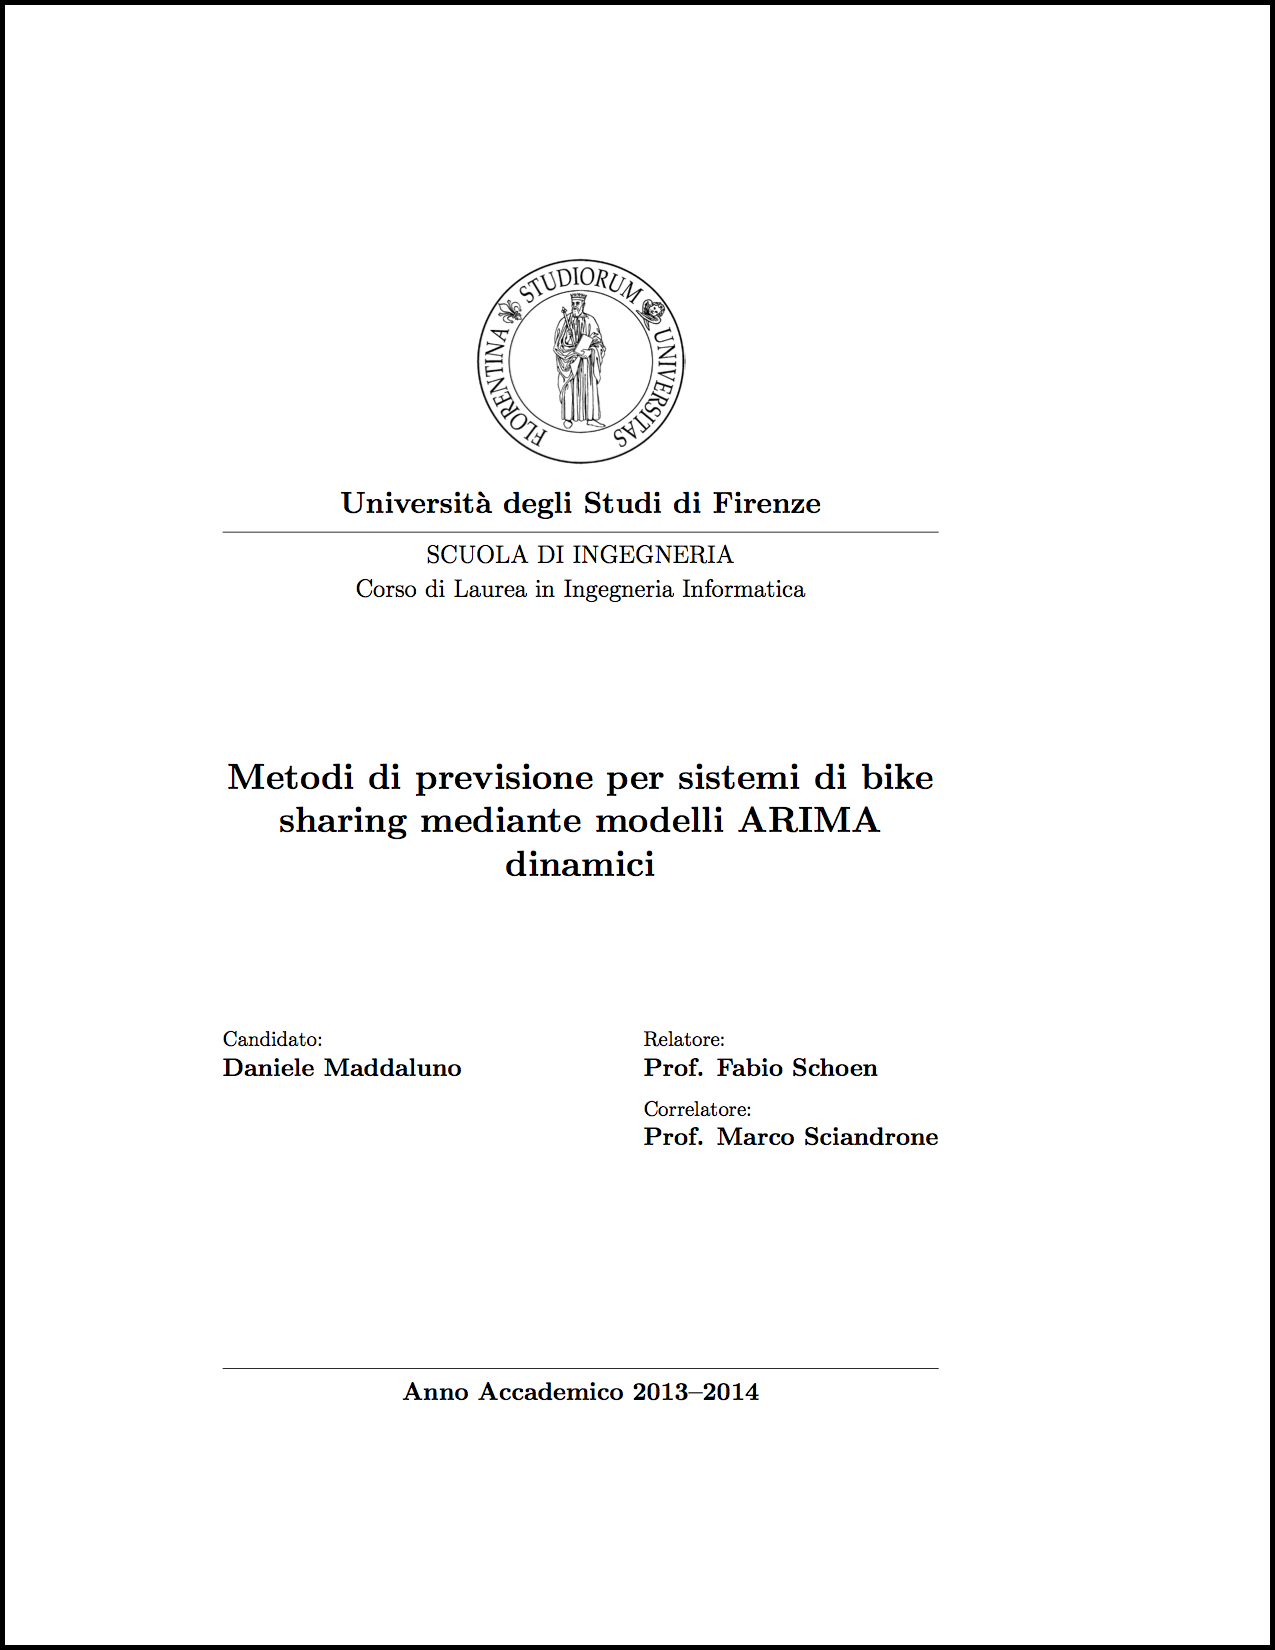 FLORENTINA STUDIORUM UNIVERSITAS
Università degli Studi di Firenze
SCUOLA DI INGEGNERIA
Corso di Laurea in Ingegneria Informatica
Metodi di previsione per sistemi di bike
sharing mediante modelli ARIMA
dinamici
Candidato:
Daniele Maddaluno
Relatore:
Prof. Fabio Schoen
Correlatore:
Prof. Marco Sciandrone
Anno Accademico 2013–2014